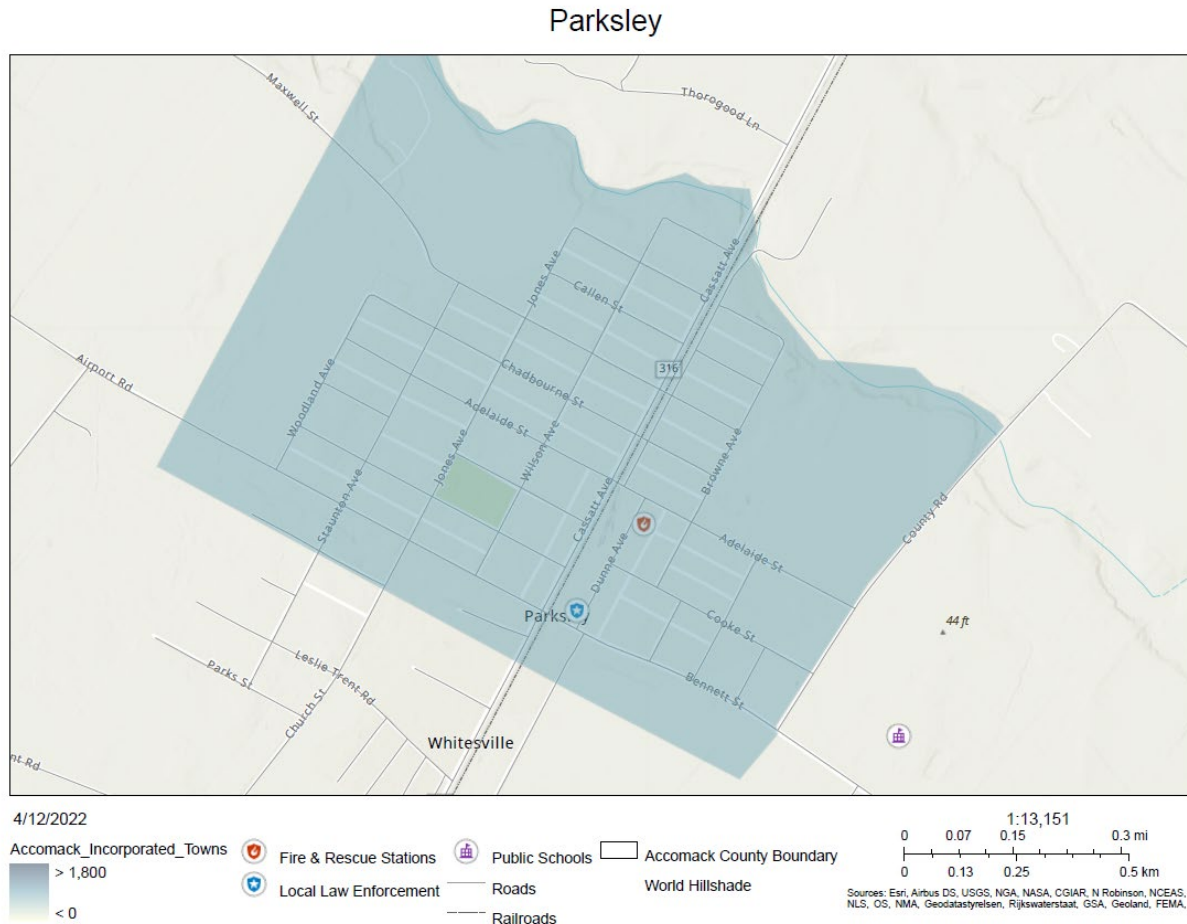 Parksley
Maxwell St
Thorogood Ln
Jones Ave
Cassatt Ave
Callen St
316
Airport Rd
Woodland Ave
Chadbourne St
Adelaide St
Jones Ave
Wilson Ave
Browne Ave
Staunton Ave
Cassatt Ave
County Rd
Dunne Ave
Adelaide St
Parksley
Cooke St
44 ft
Leslie Trent Rd
Parks St
Bennett St
Church St
Whitesville
nt Rd
4/12/2022
Accomack_Incorporated_Towns
> 1,800
< 0
Fire & Rescue Stations
Local Law Enforcement
Public Schools
Roads
Railroads
Accomack County Boundary
World Hillshade
1:13,151
0 0.07 0.15 0.3 mi
0 0.13 0.25 0.5 km
Sources: Esri, Airbus DS, USGS, NGA, NASA, CGIAR, N Robinson, NCEAS,
NLS, OS, NMA, Geodatastyrelsen, Rijkswaterstaat, GSA, Geoland, FEMA,